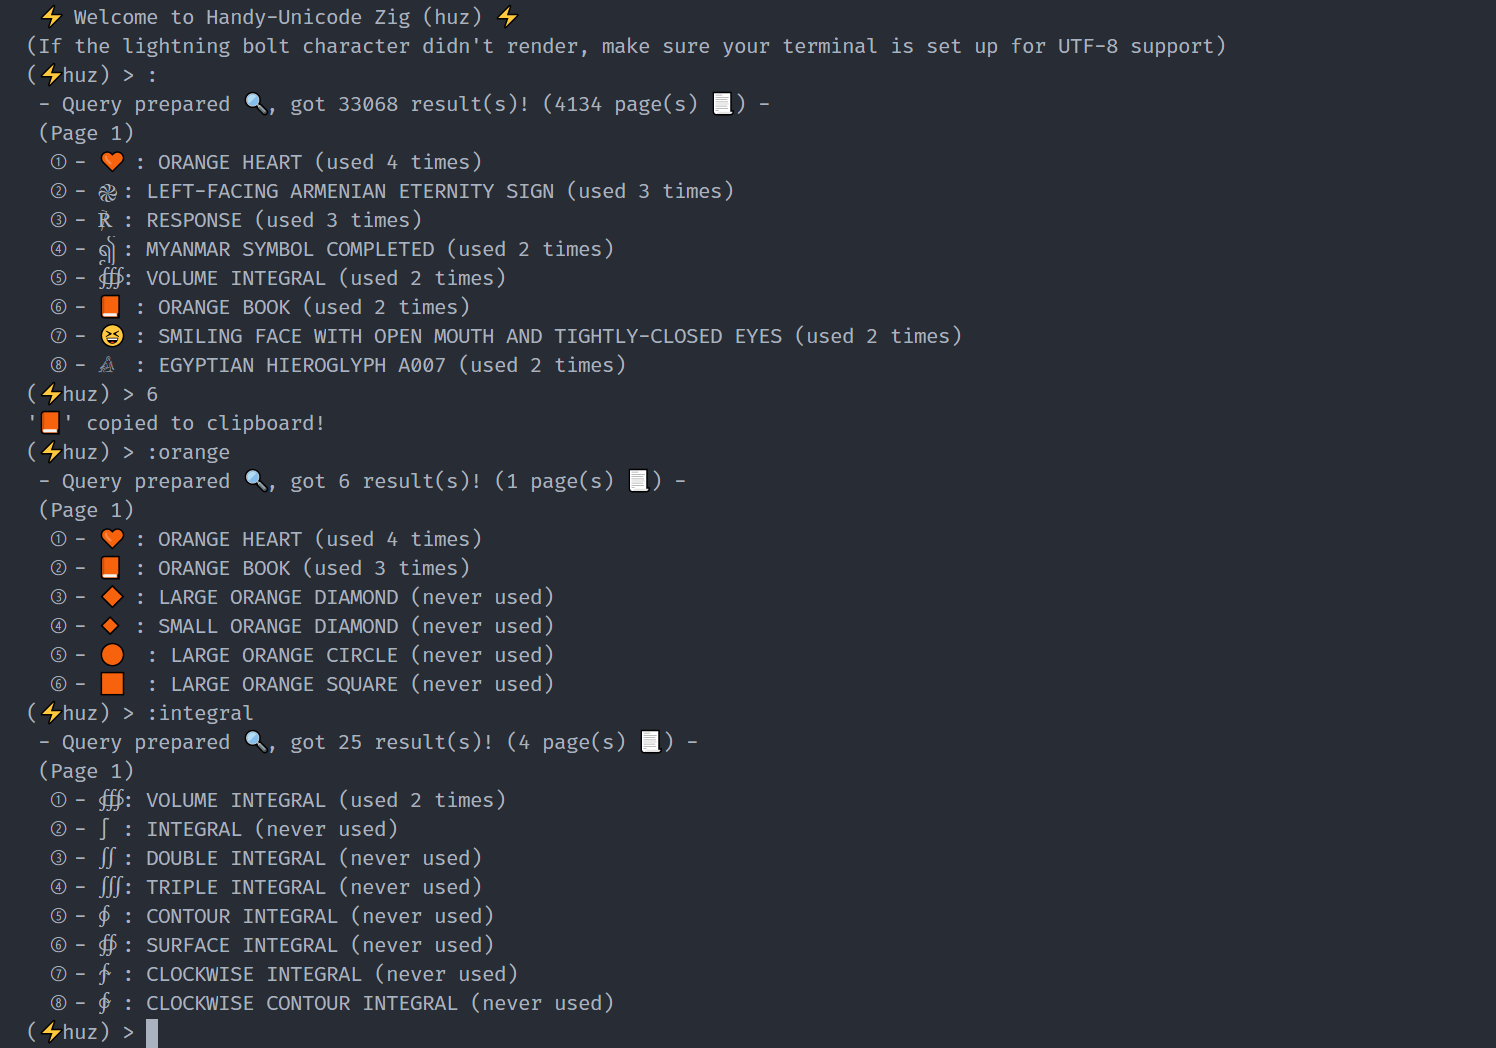 ⚡ Welcome to Handy-Unicode Zig (huz) ⚡
(If the lightning bolt character didn't render, make sure your terminal is set up for UTF-8 support)
(⚡huz) > :
- Query prepared 🔍, got 33068 result(s)! (4134 page(s) 📃) -
(Page 1)
① - 🧡 : ORANGE HEART (used 4 times)
② - ֎ : LEFT-FACING ARMENIAN ETERNITY SIGN (used 3 times)
③ - ℟ : RESPONSE (used 3 times)
④ - ၍ : MYANMAR SYMBOL COMPLETED (used 2 times)
⑤ - ∰: VOLUME INTEGRAL (used 2 times)
⑥ - 📙 : ORANGE BOOK (used 2 times)
⑦ - 😆 : SMILING FACE WITH OPEN MOUTH AND TIGHTLY-CLOSED EYES (used 2 times)
⑧ - 𓀆 : EGYPTIAN HIEROGLYPH A007 (used 2 times)
(⚡huz) > 6
'📙' copied to clipboard!
(⚡huz) > :orange
- Query prepared 🔍, got 6 result(s)! (1 page(s) 📃) -
(Page 1)
① - 🧡 : ORANGE HEART (used 4 times)
② - 📙 : ORANGE BOOK (used 3 times)
③ - 🔶 : LARGE ORANGE DIAMOND (never used)
④ - 🔸 : SMALL ORANGE DIAMOND (never used)
⑤ - 🟠 : LARGE ORANGE CIRCLE (never used)
⑥ - 🟧 : LARGE ORANGE SQUARE (never used)
(⚡huz) > :integral
- Query prepared 🔍, got 25 result(s)! (4 page(s) 📃) -
(Page 1)
① - ∰: VOLUME INTEGRAL (used 2 times)
② - ∫ : INTEGRAL (never used)
③ - ∬ : DOUBLE INTEGRAL (never used)
④ - ∭: TRIPLE INTEGRAL (never used)
⑤ - ∮ : CONTOUR INTEGRAL (never used)
⑥ - ∯ : SURFACE INTEGRAL (never used)
⑦ - ∱ : CLOCKWISE INTEGRAL (never used)
⑧ - ∲ : CLOCKWISE CONTOUR INTEGRAL (never used)
(⚡huz) >